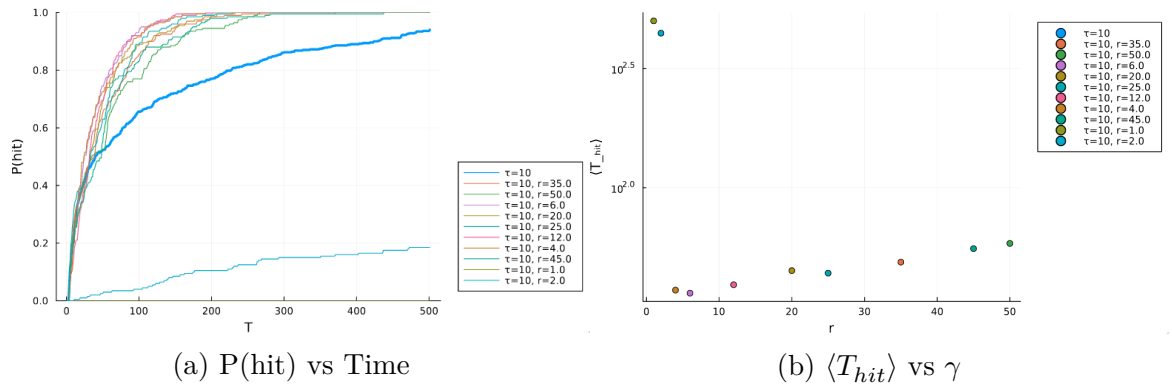 P(hit)
1.0
0.8
0.6
0.4
0.2
0.0
0
100
200
300
400
500
T
τ=10
τ=10, r=35.0
τ=10, r=50.0
τ=10, r=6.0
τ=10, r=20.0
τ=10, r=25.0
τ=10, r=12.0
τ=10, r=4.0
τ=10, r=45.0
τ=10, r=1.0
τ=10, r=2.0
(a) P(hit) vs Time
⟨T_ₕᵢₜ⟩
10^2.5
10^2.0
0
10
20
30
40
50
r
τ=10
τ=10, r=35.0
τ=10, r=50.0
τ=10, r=6.0
τ=10, r=20.0
τ=10, r=25.0
τ=10, r=12.0
τ=10, r=4.0
τ=10, r=45.0
τ=10, r=1.0
τ=10, r=2.0
(b) ⟨T_hit⟩ vs γ